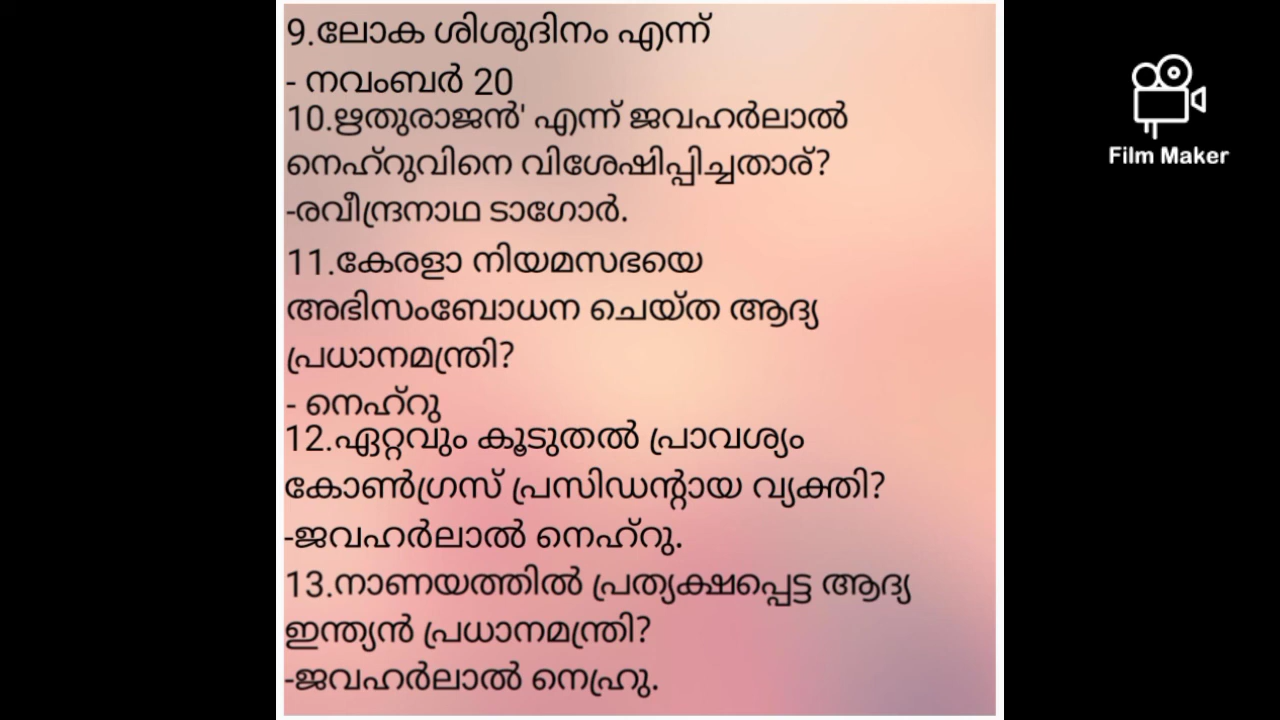 9.ലോക ശിശുദിനം എന്ന്
- നവംബർ 20
10.ഋതുരാജൻ' എന്ന് ജവഹർലാൽ
നെഹ്റുവിനെ വിശേഷിപ്പിച്ചതാര്?
-രവീന്ദ്രനാഥ ടാഗോർ.
11.കേരളാ നിയമസഭയെ
അഭിസംബോധന ചെയ്ത ആദ്യ
പ്രധാനമന്ത്രി?
- നെഹ്റു
12.ഏറ്റവും കൂടുതൽ പ്രാവശ്യം
കോൺഗ്രസ് പ്രസിഡന്റായ വ്യക്തി?
-ജവഹർലാൽ നെഹ്റു.
13.നാണയത്തിൽ പ്രത്യക്ഷപ്പെട്ട ആദ്യ
ഇന്ത്യൻ പ്രധാനമന്ത്രി?
-ജവഹർലാൽ നെഹ്രു.
Film Maker